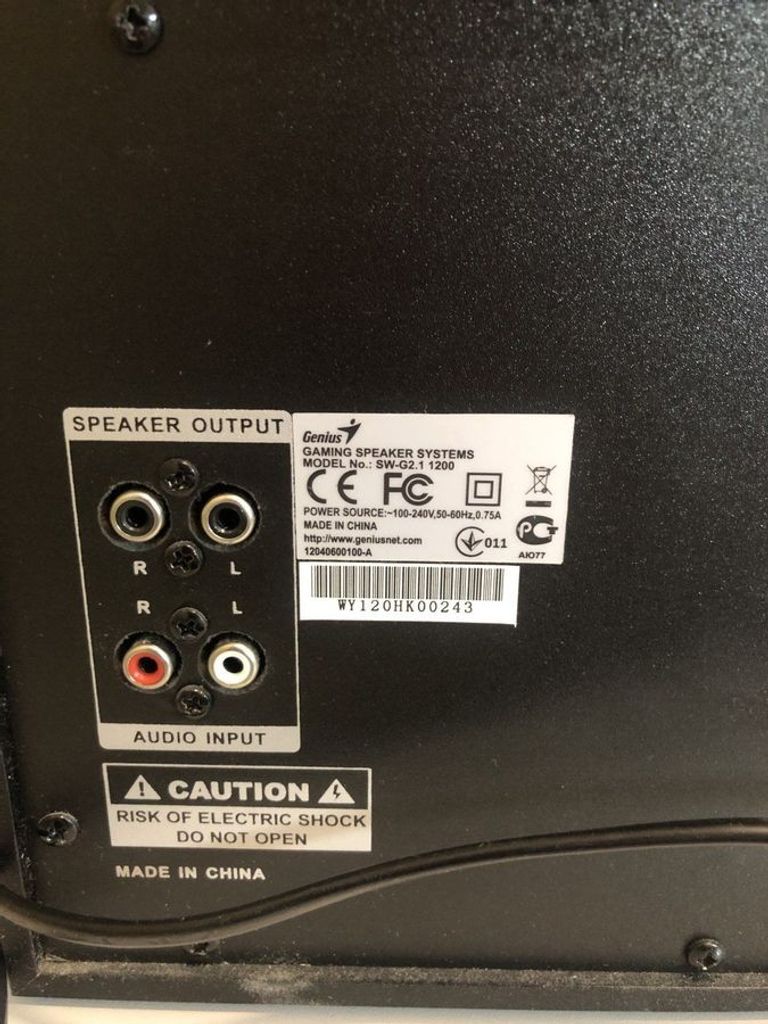 SPEAKER OUTPUT
R L
R L
AUDIO INPUT
Genius
GAMING SPEAKER SYSTEMS
MODEL No.: SW-G2.1 1200
CE FC
POWER SOURCE:~100-240V,50-60Hz,0.75A
MADE IN CHINA
http://www.geniusnet.com
12040600100-A
011
РСТ
АЮ77
WY120HK00243
CAUTION
RISK OF ELECTRIC SHOCK
DO NOT OPEN
MADE IN CHINA